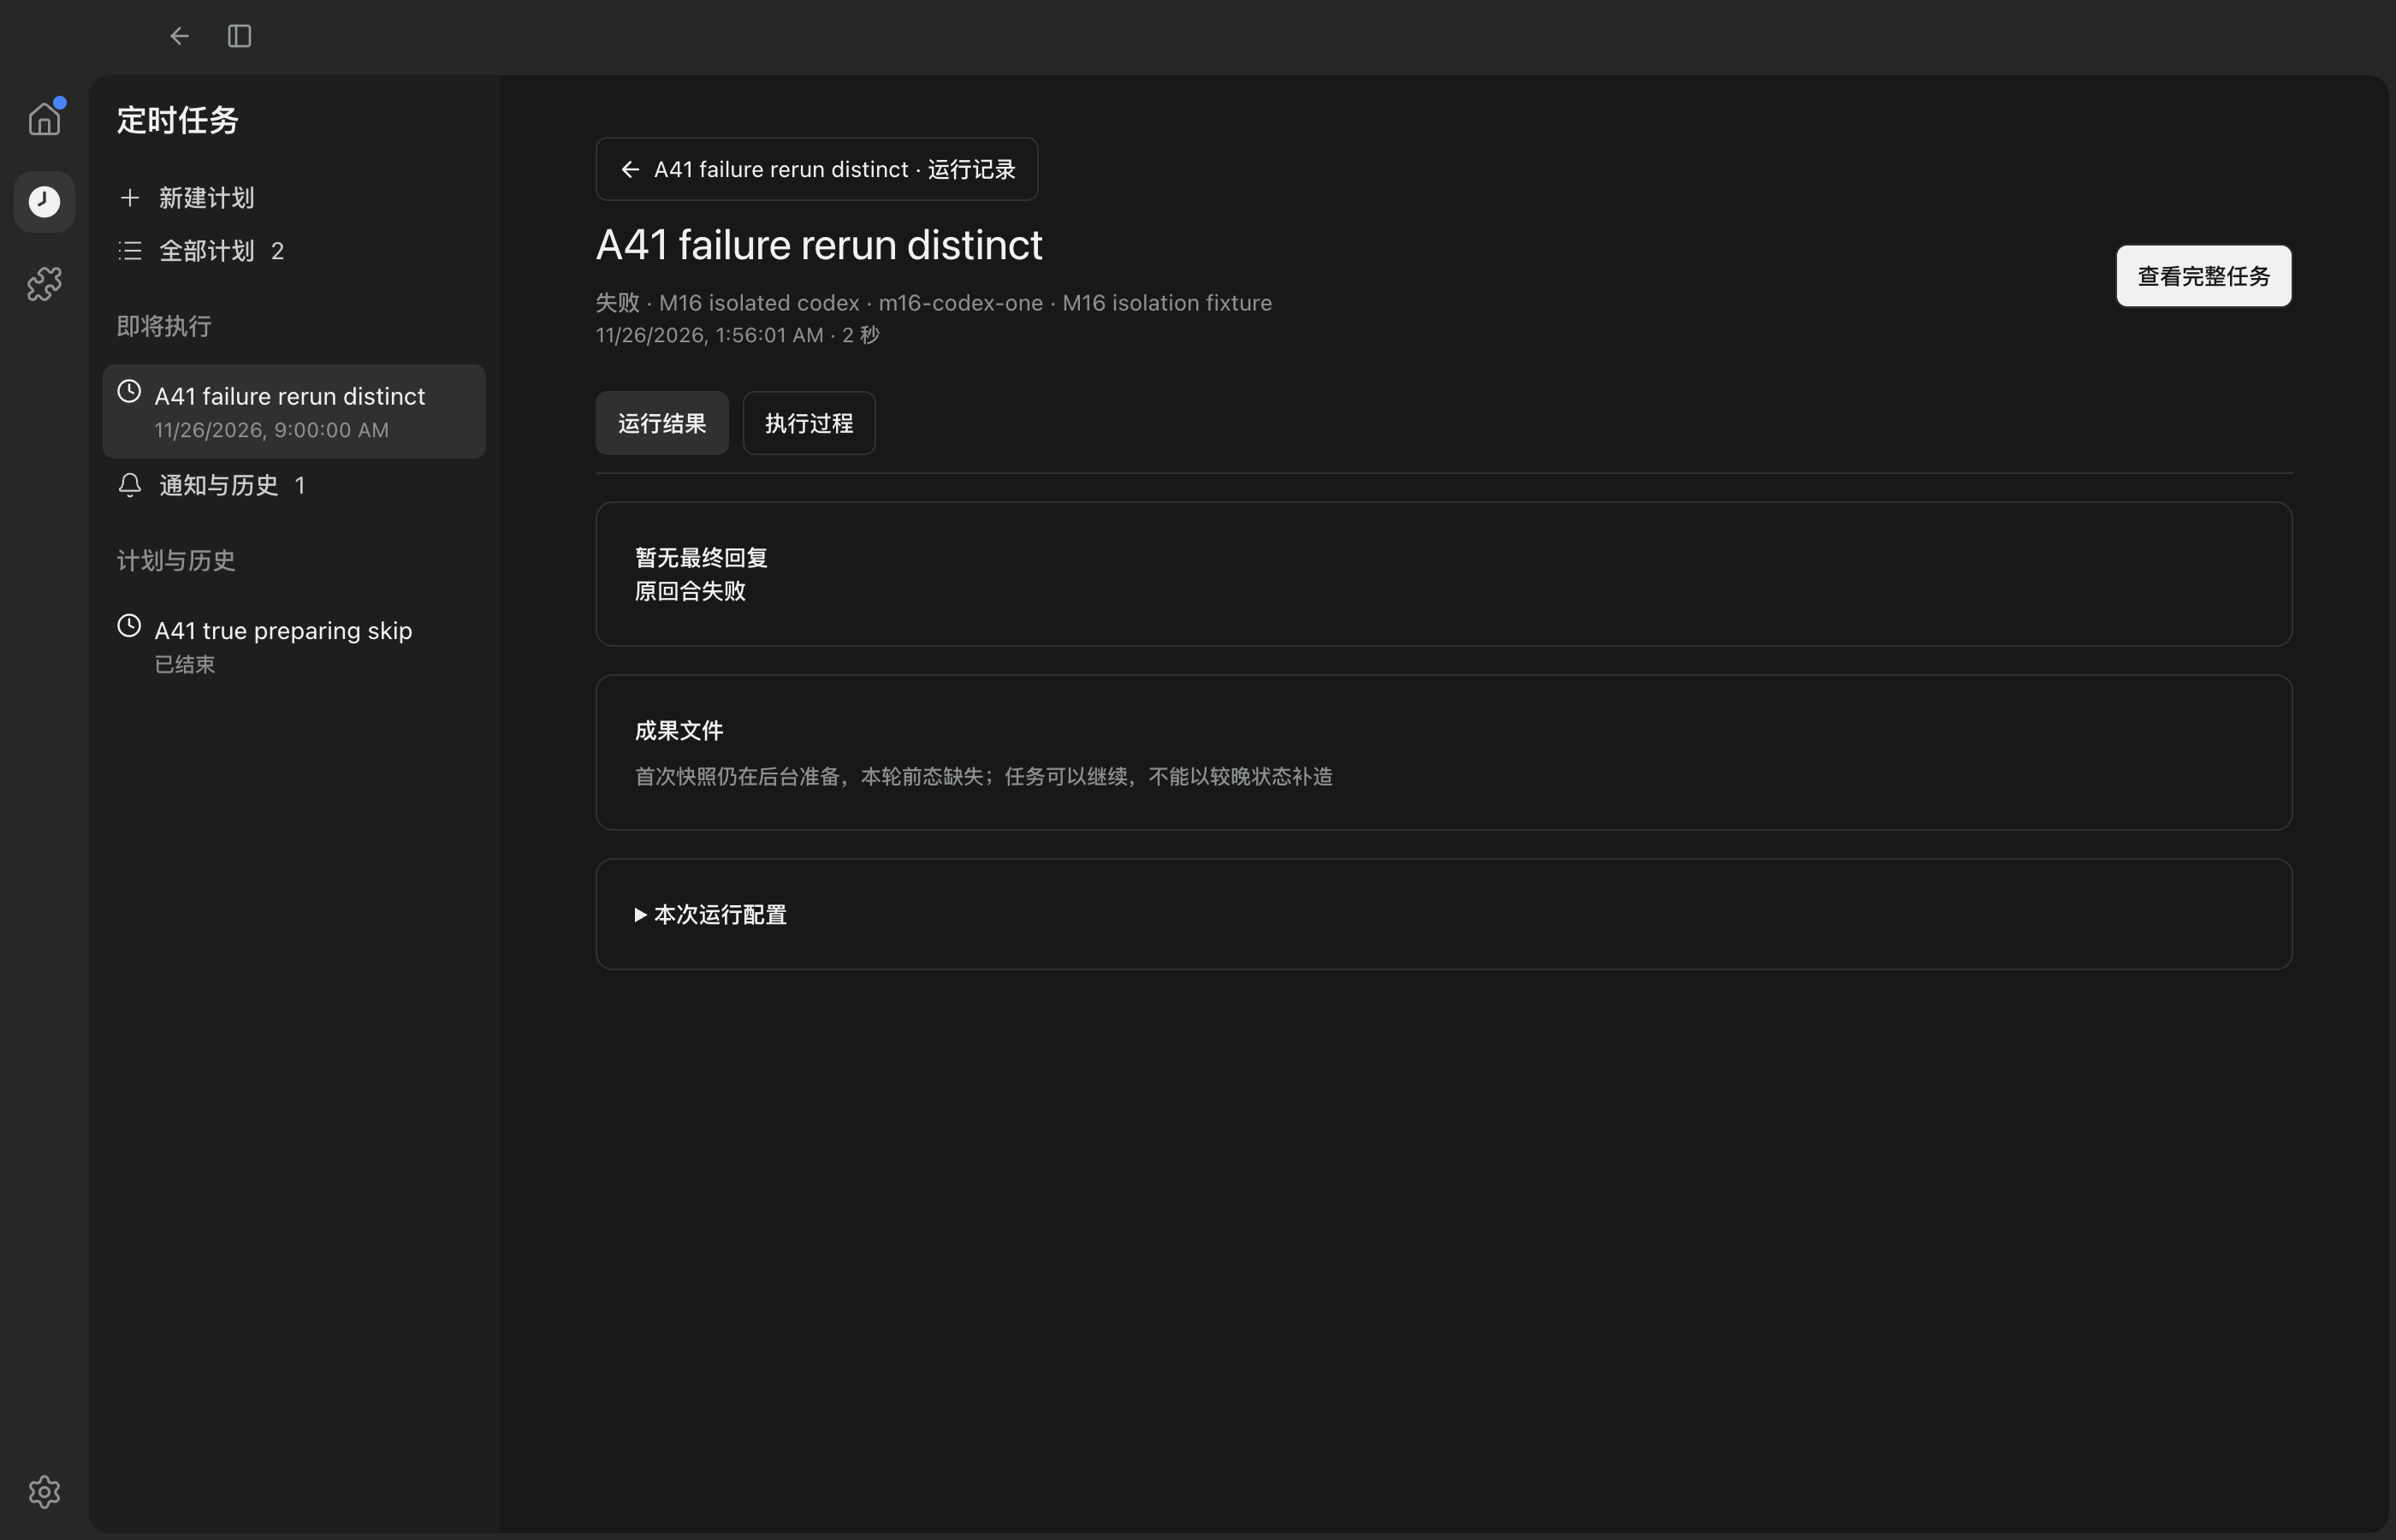 定时任务
新建计划
全部计划 2
即将执行
A41 failure rerun distinct
11/26/2026, 9:00:00 AM
通知与历史 1
计划与历史
A41 true preparing skip
已结束
A41 failure rerun distinct · 运行记录
A41 failure rerun distinct
失败 · M16 isolated codex · m16-codex-one · M16 isolation fixture
11/26/2026, 1:56:01 AM · 2 秒
查看完整任务
运行结果
执行过程
暂无最终回复
原回合失败
成果文件
首次快照仍在后台准备，本轮前态缺失；任务可以继续，不能以较晚状态补造
本次运行配置